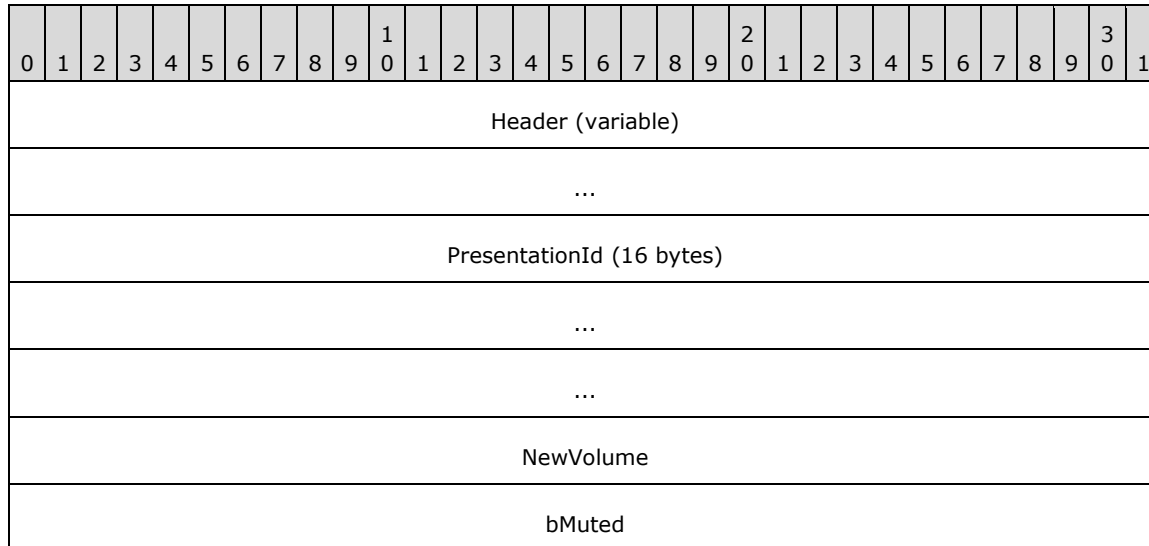 1 2 3
0 1 2 3 4 5 6 7 8 9 0 1 2 3 4 5 6 7 8 9 0 1 2 3 4 5 6 7 8 9 0 1
Header (variable)
...
PresentationId (16 bytes)
...
...
NewVolume
bMuted